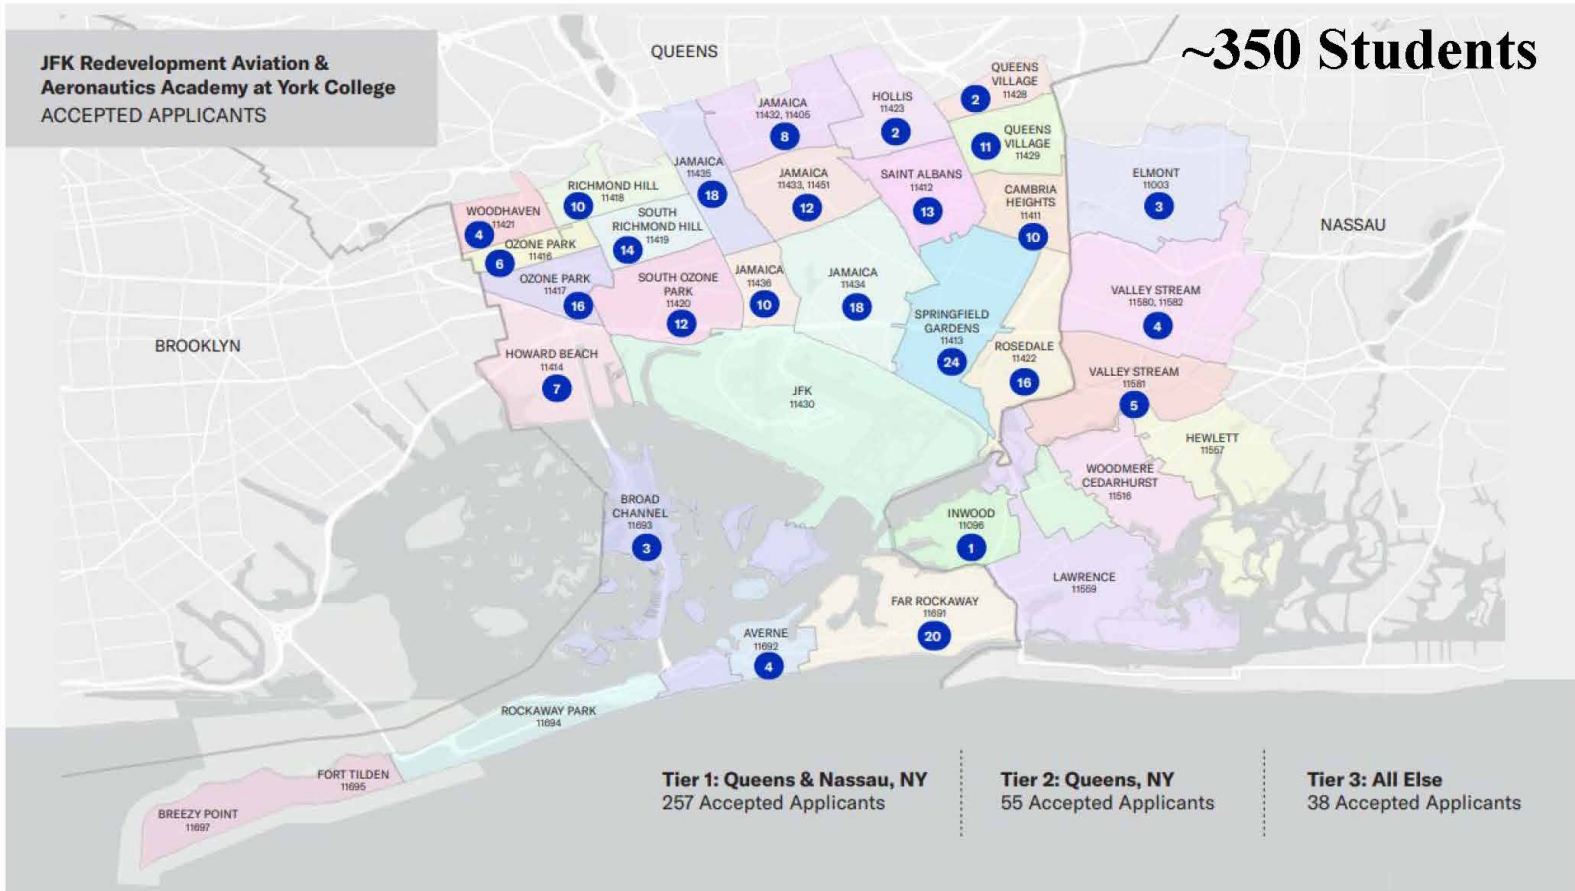 ~350 Students
JFK Redevelopment Aviation &
Aeronautics Academy at York College
ACCEPTED APPLICANTS
QUEENS
QUEENS
VILLAGE
11428
2
HOLLIS
11423
2
JAMAICA
11432, 11405
8
QUEENS
VILLAGE
11429
11
JAMAICA
11435
18
JAMAICA
11433, 11451
12
SAINT ALBANS
11412
13
CAMBRIA
HEIGHTS
11411
10
ELMONT
11003
3
NASSAU
RICHMOND HILL
11418
10
WOODHAVEN
11421
4
SOUTH
RICHMOND HILL
11419
14
OZONE PARK
11416
6
OZONE PARK
11417
16
SOUTH OZONE
PARK
11420
12
JAMAICA
11436
10
JAMAICA
11434
18
SPRINGFIELD
GARDENS
11413
24
ROSEDALE
11422
16
VALLEY STREAM
11580, 11582
4
VALLEY STREAM
11581
5
BROOKLYN
HOWARD BEACH
11414
7
JFK
11430
HEWLETT
11557
WOODMERE
CEDARHURST
11516
BROAD
CHANNEL
11693
3
INWOOD
11096
1
LAWRENCE
11559
FAR ROCKAWAY
11691
20
AVERNE
11692
4
ROCKAWAY PARK
11694
FORT TILDEN
11695
BREEZY POINT
11697
Tier 1: Queens & Nassau, NY
257 Accepted Applicants
Tier 2: Queens, NY
55 Accepted Applicants
Tier 3: All Else
38 Accepted Applicants